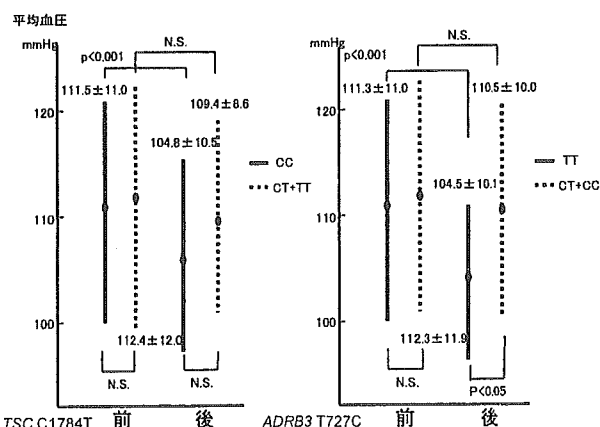 平均血圧
mmHg
N.S.
p<0.001
111.5±11.0
120
109.4±8.6
104.8±10.5
CC
CT+TT
110
100
112.4±12.0
N.S.
N.S.
TSC C1784T
前
後
mmHg
N.S.
p<0.001
111.3±11.0
120
110.5±10.0
TT
CT+CC
104.5±10.1
110
100
112.3±11.9
N.S.
P<0.05
ADRB3 T727C
前
後